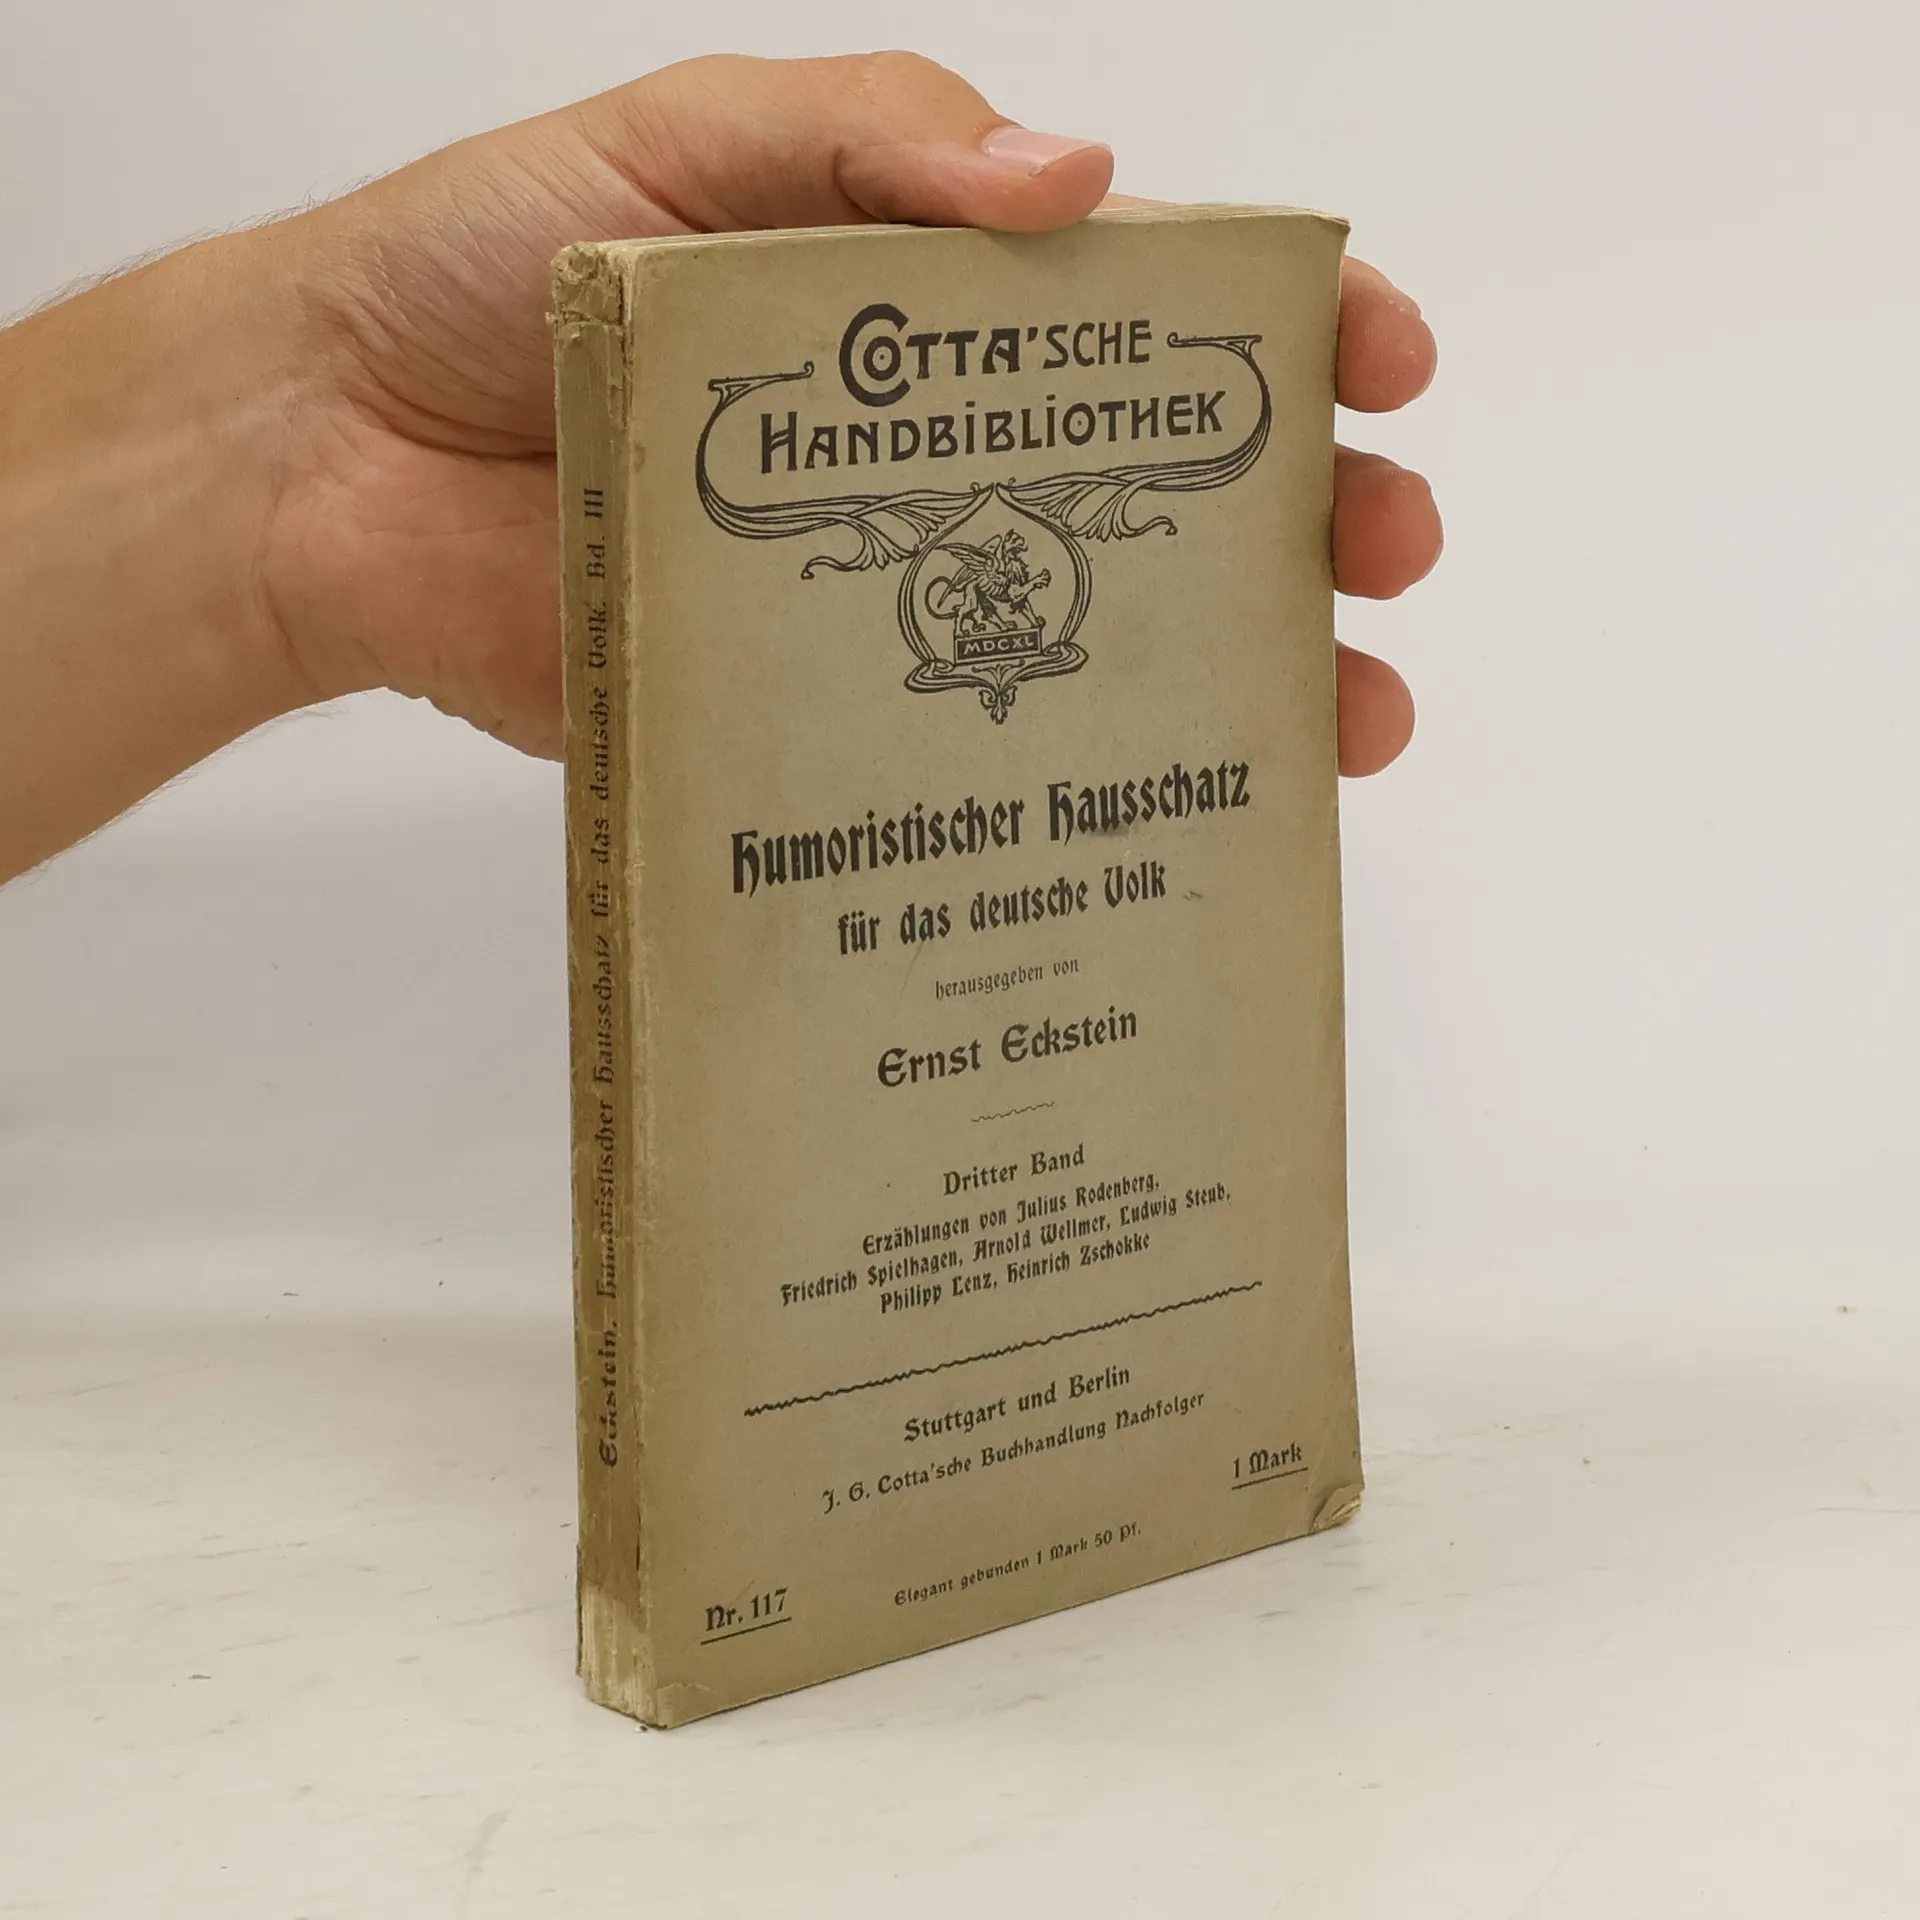 COTTA'SCHE
HANDBIBLIOTHEK
MDCXL
Humoristischer Hausschatz
für das deutsche Volk
herausgegeben von
Ernst Eckstein
Dritter Band
Erzählungen von Julius Rodenberg,
Friedrich Spielhagen, Arnold Wellmer, Ludwig Steub,
Philipp Lenz, Heinrich Zschokke
Stuttgart und Berlin
J. G. Cotta'sche Buchhandlung Nachfolger
1 Mark
Elegant gebunden 1 Mark 50 Pf.
Nr. 117
Eckstein, Humoristischer Hausschatz für das deutsche Volk. Bd. III